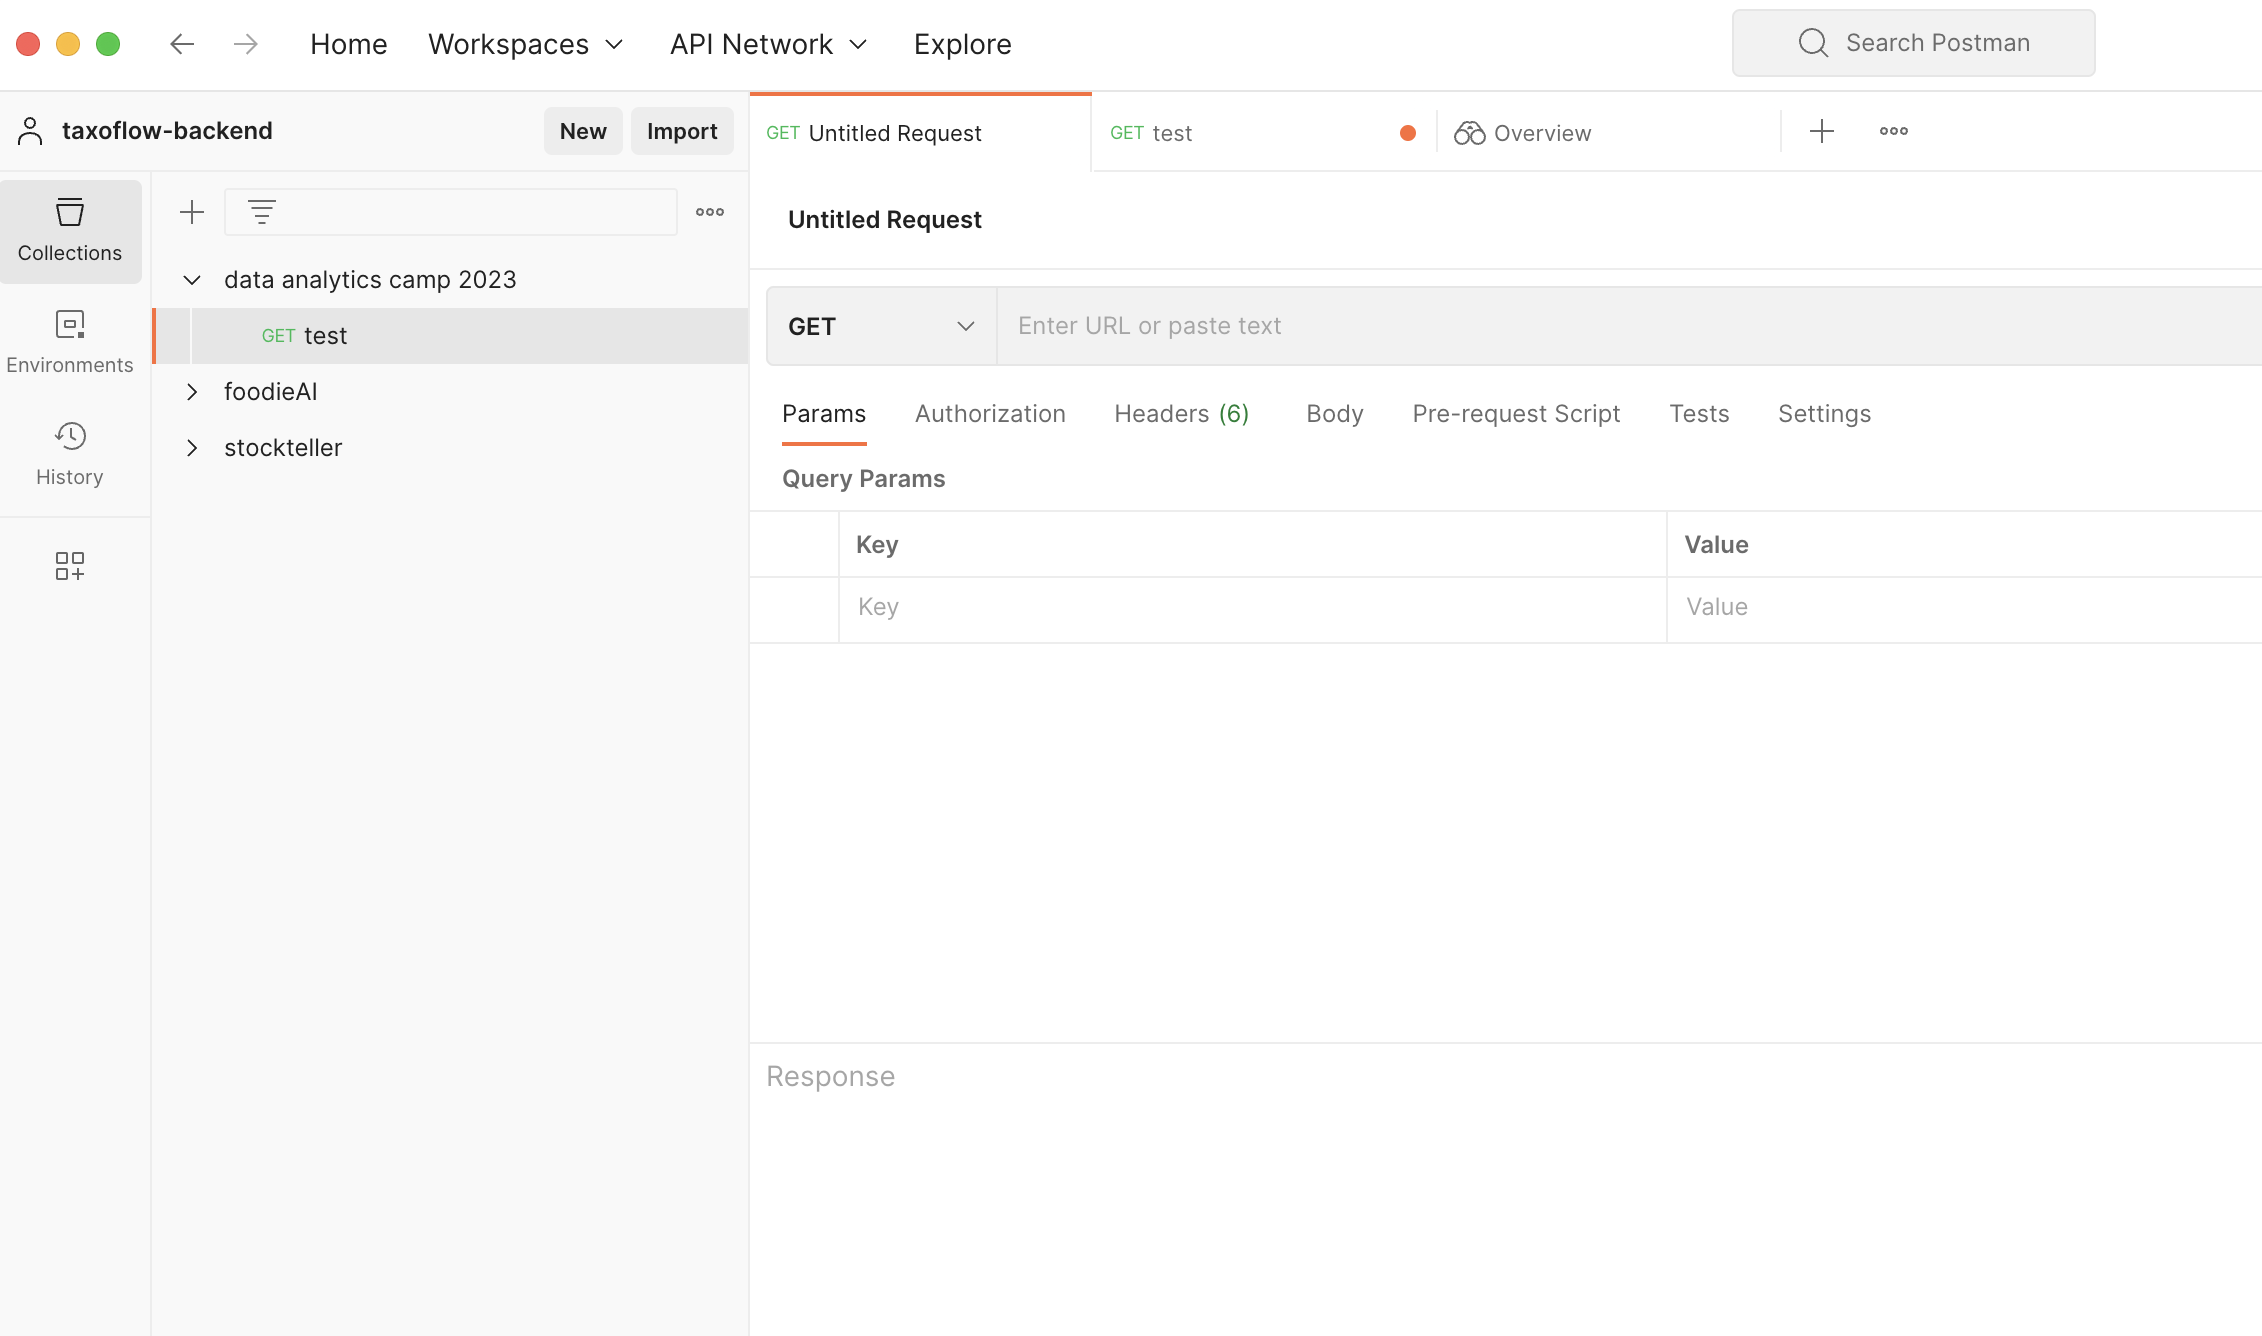 Home Workspaces API Network Explore Search Postman
taxoflow-backend New Import
GET Untitled Request GET test Overview
Collections
Environments
History
data analytics camp 2023
GET test
foodieAI
stockteller
Untitled Request
GET Enter URL or paste text
Params Authorization Headers (6) Body Pre-request Script Tests Settings
Query Params
Key Value
Key Value
Response